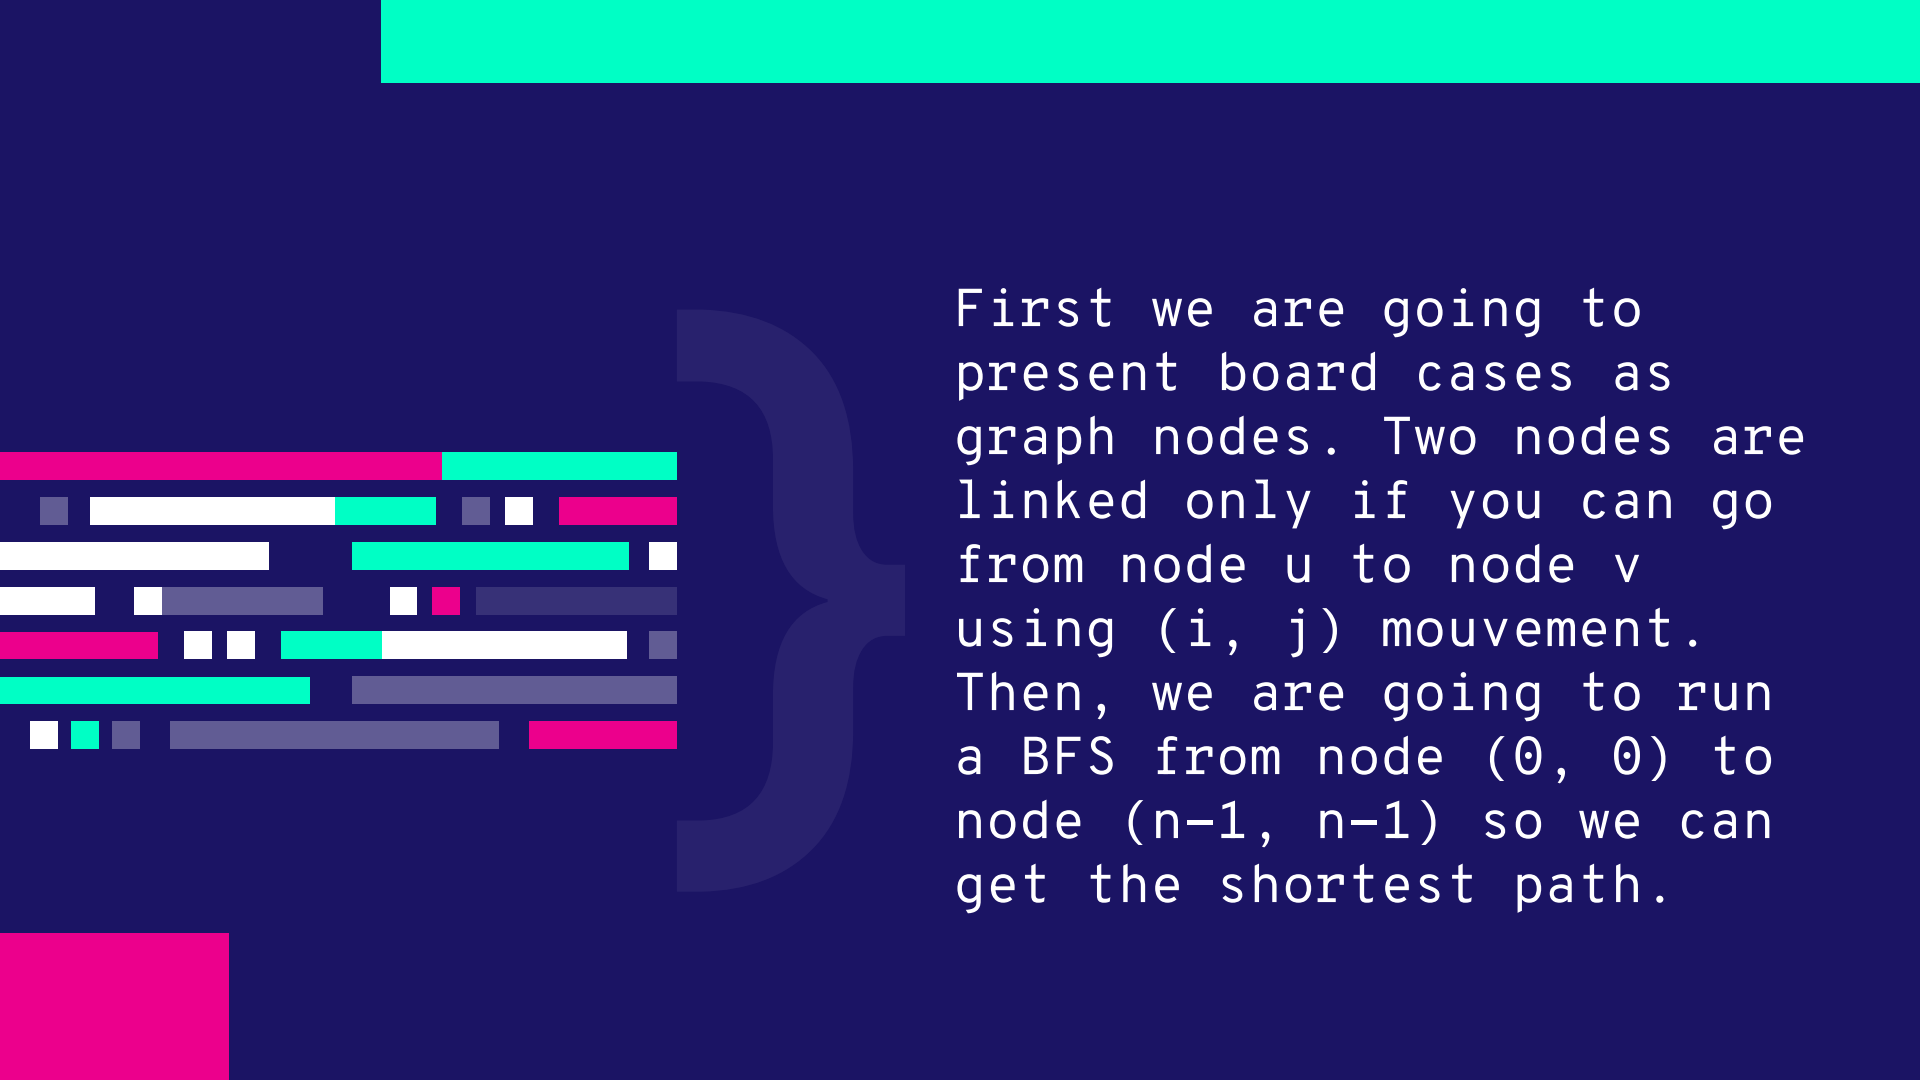 First we are going to
present board cases as
graph nodes. Two nodes are
linked only if you can go
from node u to node v
using (i, j) mouvement.
Then, we are going to run
a BFS from node (0, 0) to
node (n-1, n-1) so we can
get the shortest path.